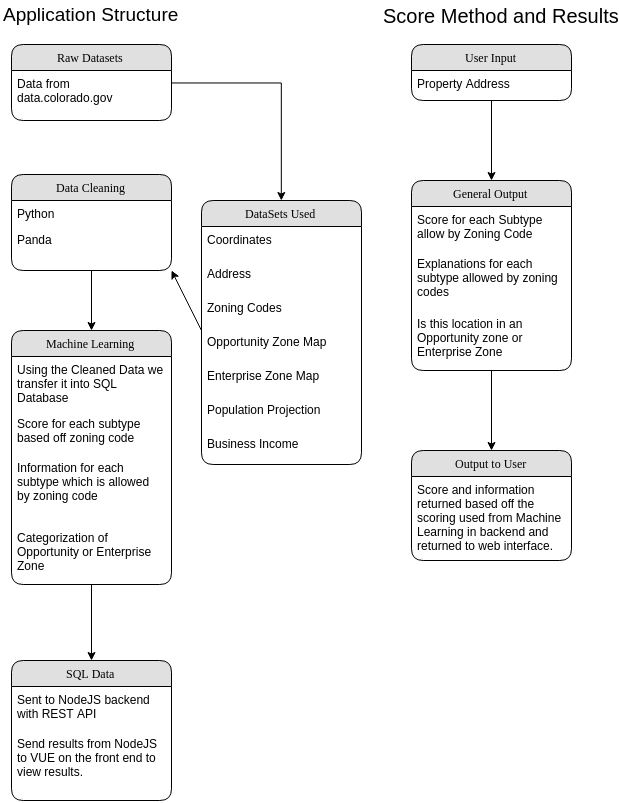 Application Structure
Score Method and Results
Raw Datasets
Data from
data.colorado.gov
Data Cleaning
Python
Panda
DataSets Used
Coordinates
Address
Zoning Codes
Opportunity Zone Map
Enterprise Zone Map
Population Projection
Business Income
Machine Learning
Using the Cleaned Data we
transfer it into SQL
Database
Score for each subtype
based off zoning code
Information for each
subtype which is allowed
by zoning code
Categorization of
Opportunity or Enterprise
Zone
SQL Data
Sent to NodeJS backend
with REST API
Send results from NodeJS
to VUE on the front end to
view results.
User Input
Property Address
General Output
Score for each Subtype
allow by Zoning Code
Explanations for each
subtype allowed by zoning
codes
Is this location in an
Opportunity zone or
Enterprise Zone
Output to User
Score and information
returned based off the
scoring used from Machine
Learning in backend and
returned to web interface.